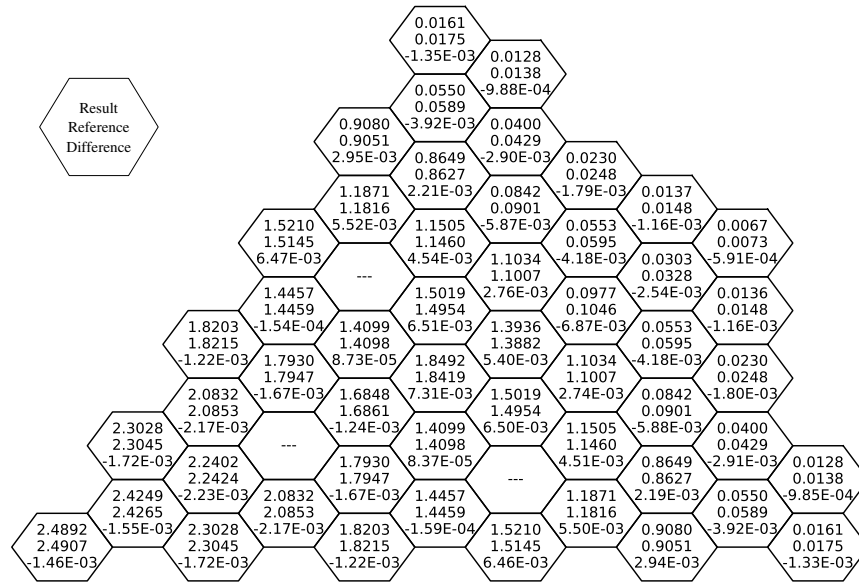 0.0161
0.0175
-1.35E-03
0.0128
0.0138
-9.88E-04
Result
Reference
Difference
0.0550
0.0589
-3.92E-03
0.9080
0.9051
2.95E-03
0.0400
0.0429
-2.90E-03
0.8649
0.8627
2.21E-03
0.0230
0.0248
-1.79E-03
1.1871
1.1816
5.52E-03
0.0842
0.0901
-5.87E-03
0.0137
0.0148
-1.16E-03
1.5210
1.5145
6.47E-03
1.1505
1.1460
4.54E-03
0.0553
0.0595
-4.18E-03
0.0067
0.0073
-5.91E-04
---
1.1034
1.1007
2.76E-03
0.0303
0.0328
-2.54E-03
1.4457
1.4459
-1.54E-04
1.5019
1.4954
6.51E-03
0.0977
0.1046
-6.87E-03
0.0136
0.0148
-1.16E-03
1.8203
1.8215
-1.22E-03
1.4099
1.4098
8.73E-05
1.3936
1.3882
5.40E-03
0.0553
0.0595
-4.18E-03
1.7930
1.7947
-1.67E-03
1.8492
1.8419
7.31E-03
1.1034
1.1007
2.74E-03
0.0230
0.0248
-1.80E-03
2.0832
2.0853
-2.17E-03
1.6848
1.6861
-1.24E-03
1.5019
1.4954
6.50E-03
0.0842
0.0901
-5.88E-03
2.3028
2.3045
-1.72E-03
---
1.4099
1.4098
8.37E-05
1.1505
1.1460
4.51E-03
0.0400
0.0429
-2.91E-03
2.2402
2.2424
-2.23E-03
1.7930
1.7947
-1.67E-03
---
0.8649
0.8627
2.19E-03
0.0128
0.0138
-9.85E-04
2.4249
2.4265
-1.55E-03
2.0832
2.0853
-2.17E-03
1.4457
1.4459
-1.59E-04
1.1871
1.1816
5.50E-03
0.0550
0.0589
-3.92E-03
2.4892
2.4907
-1.46E-03
2.3028
2.3045
-1.72E-03
1.8203
1.8215
-1.22E-03
1.5210
1.5145
6.46E-03
0.9080
0.9051
2.94E-03
0.0161
0.0175
-1.33E-03